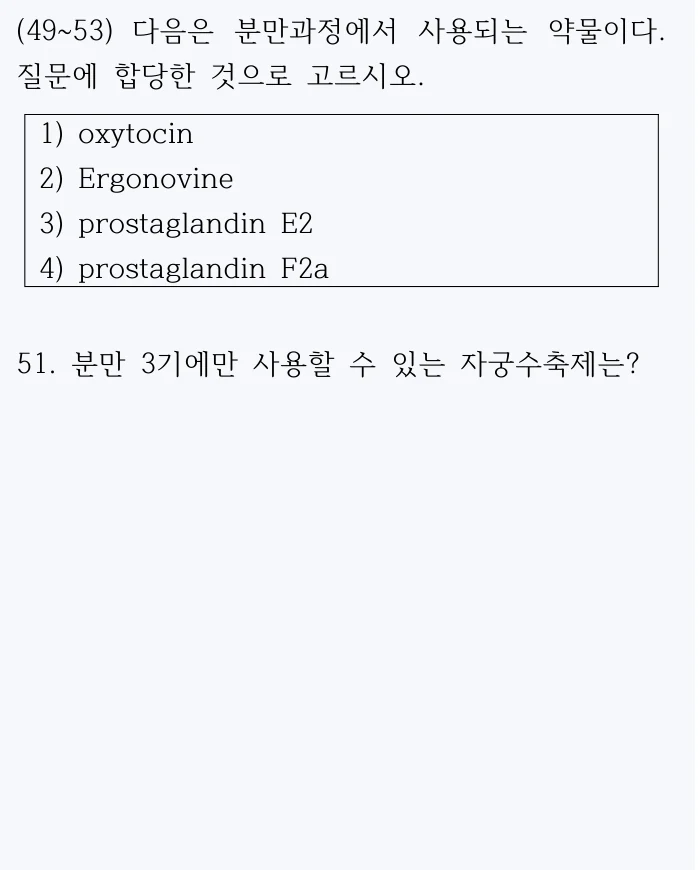 (49~53) 다음은 분만과정에서 사용되는 약물이다.
질문에 합당한 것으로 고르시오.
1) oxytocin
2) Ergonovine
3) prostaglandin E2
4) prostaglandin F2a
51. 분만 3기에만 사용할 수 있는 자궁수축제는?